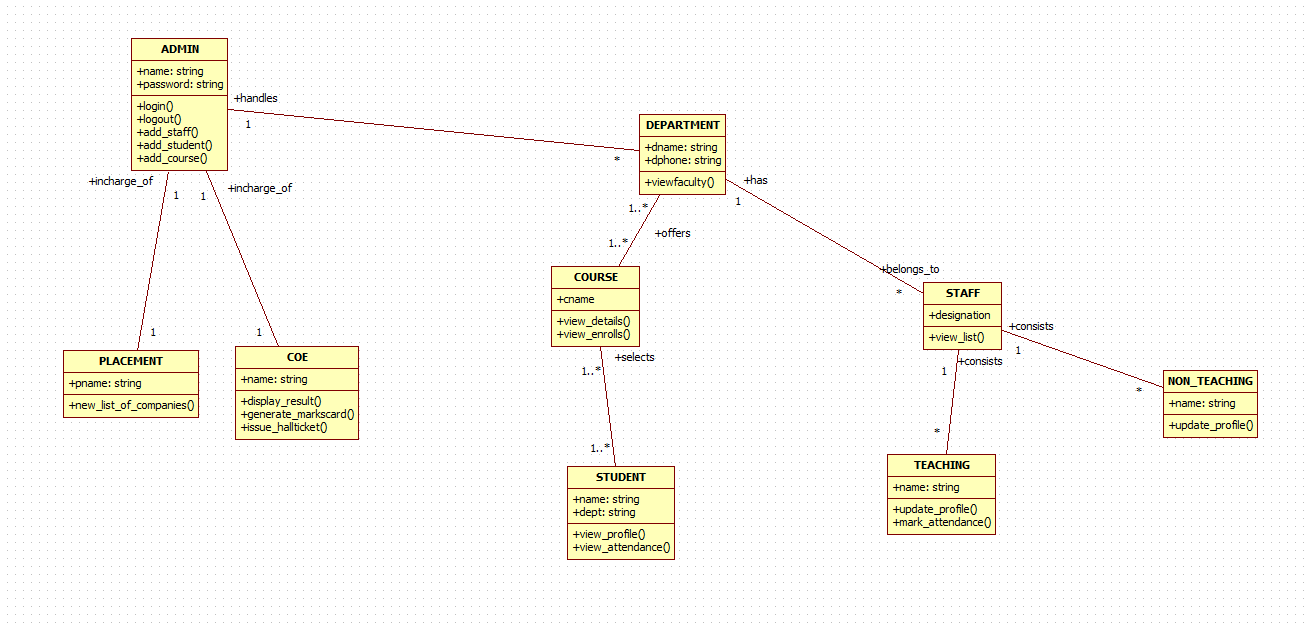 ADMIN
+name: string
+password: string
+login()
+logout()
+add_staff()
+add_student()
+add_course()
+handles
1
*
DEPARTMENT
+dname: string
+dphone: string
+viewfaculty()
+incharge_of
1
1
+incharge_of
+has
1
1..*
+offers
1..*
+belongs_to
*
COURSE
+cname
+view_details()
+view_enrolls()
STAFF
+designation
+view_list()
1
1
PLACEMENT
+pname: string
+new_list_of_companies()
COE
+name: string
+display_result()
+generate_markscard()
+issue_hallticket()
+selects
1..*
1..*
+consists
1
*
+consists
1
*
NON_TEACHING
+name: string
+update_profile()
STUDENT
+name: string
+dept: string
+view_profile()
+view_attendance()
TEACHING
+name: string
+update_profile()
+mark_attendance()